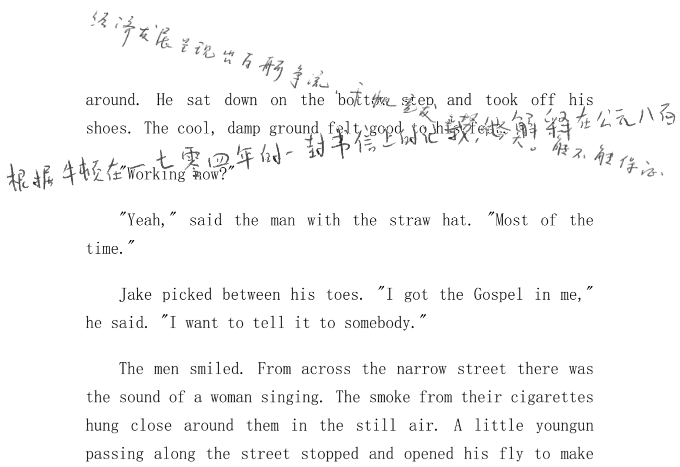 经济发展呈现出百舸争流、
around. He sat down on the bottom step and took off his
shoes. The cool, damp ground felt good to his feet.
根据牛顿在一七零四年的一封书信上的记载，他解释在公元八百
能不能保证
"Working now?"
"Yeah," said the man with the straw hat. "Most of the
time."
Jake picked between his toes. "I got the Gospel in me,"
he said. "I want to tell it to somebody."
The men smiled. From across the narrow street there was
the sound of a woman singing. The smoke from their cigarettes
hung close around them in the still air. A little youngun
passing along the street stopped and opened his fly to make